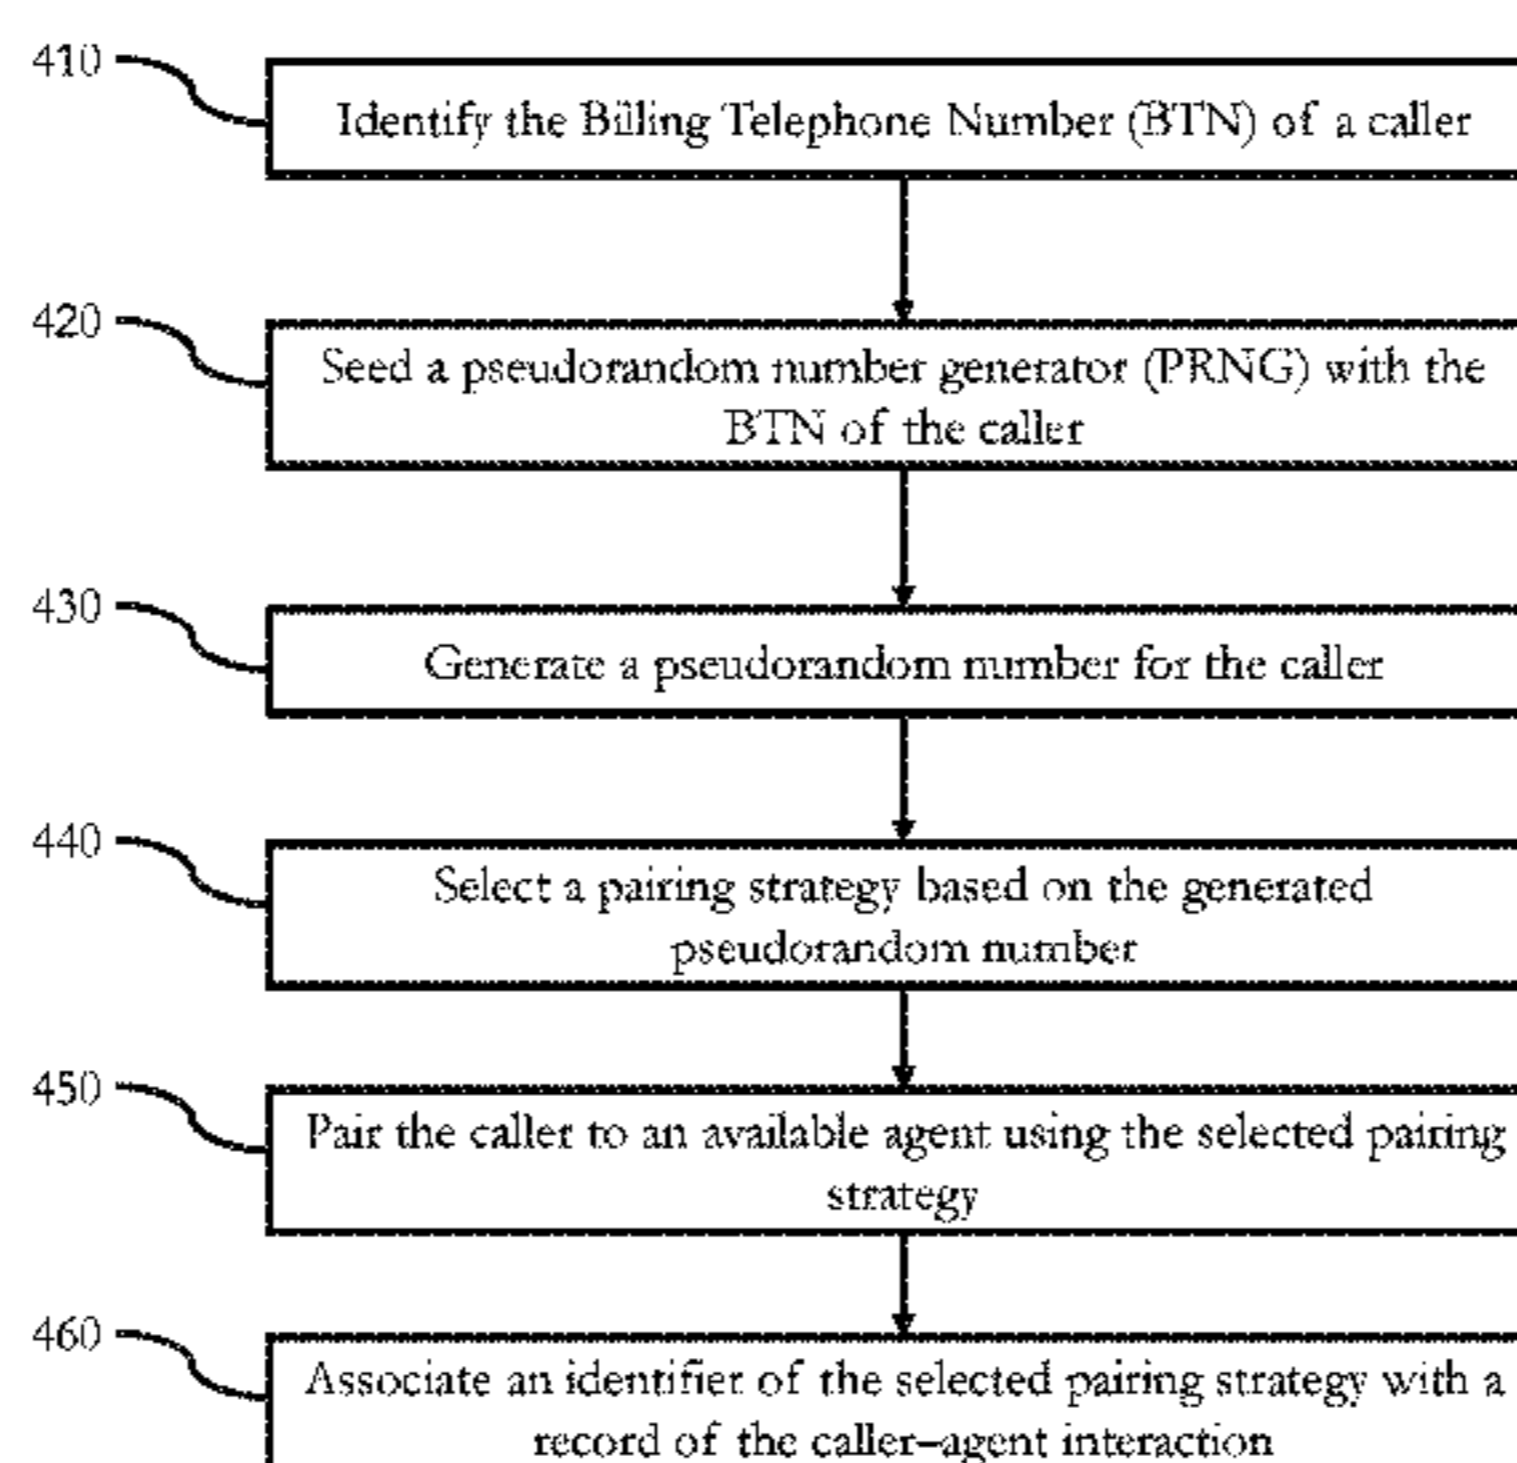 410
Identify the Billing Telephone Number (BTN) of a caller
420
Seed a pseudorandom number generator (PRNG) with the
BTN of the caller
430
Generate a pseudorandom number for the caller
440
Select a pairing strategy based on the generated
pseudorandom number
450
Pair the caller to an available agent using the selected pairing
strategy
460
Associate an identifier of the selected pairing strategy with a
record of the caller–agent interaction